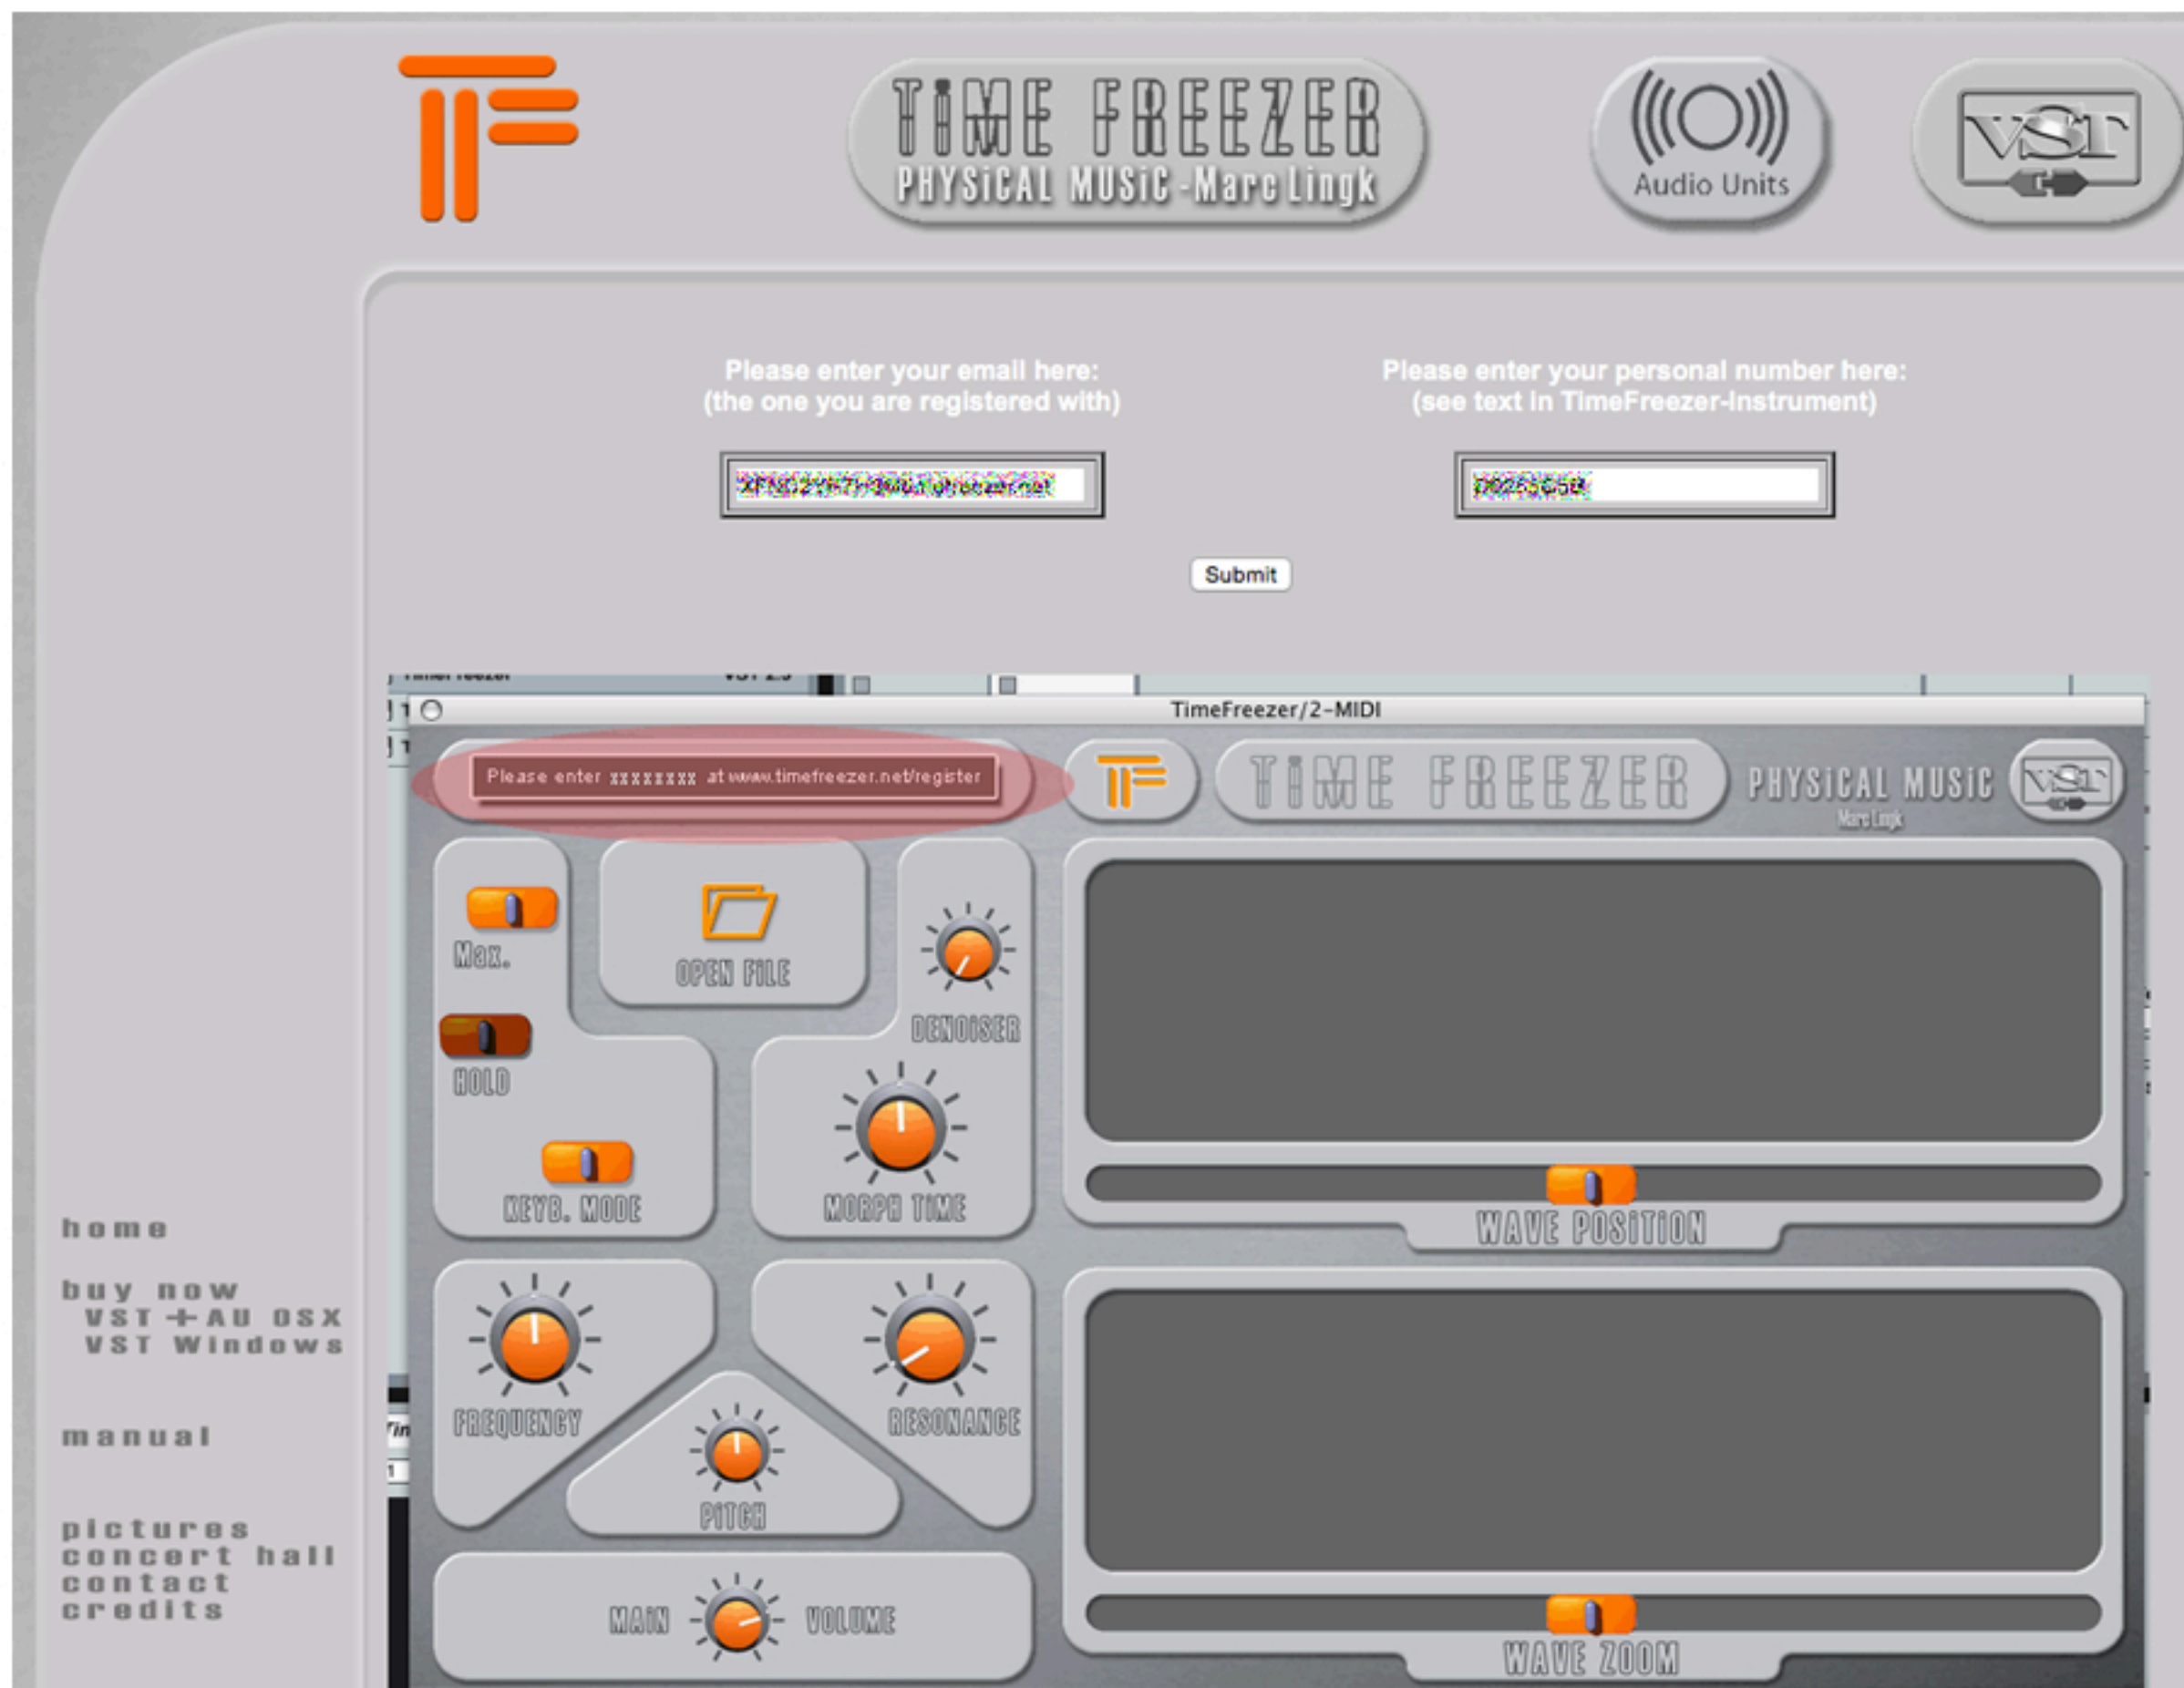 TiME FREEZER
PHYSiCAL MUSiC - Marc Lingk
Audio Units
VST
Please enter your email here:
(the one you are registered with)
Please enter your personal number here:
(see text in TimeFreezer-Instrument)
Submit
TimeFreezer/2-MIDI
Please enter xxxxxxxx at www.timefreezer.net/register
TiME FREEZER
PHYSiCAL MUSiC
Marc Lingk
VST
Max.
OPEN FiLE
DENOiSER
HOLD
KEYB. MODE
MORPH TiME
WAVE POSiTiON
FREQUENCY
RESONANCE
PiTCH
MAiN VOLUME
WAVE ZOOM
home
buy now
VST + AU OSX
VST Windows
manual
pictures
concert hall
contact
credits